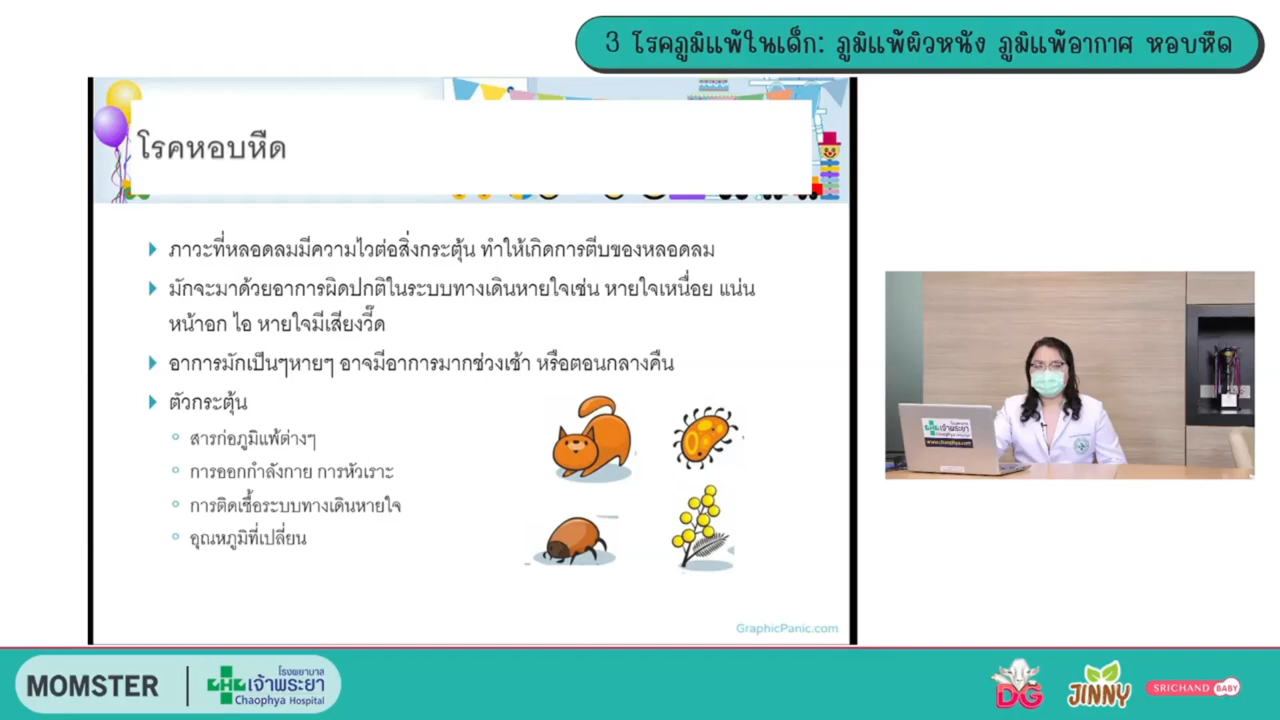 3 โรคภูมิแพ้ในเด็ก: ภูมิแพ้ผิวหนัง ภูมิแพ้อากาศ หอบหืด
โรคหอบหืด
ภาวะที่หลอดลมมีความไวต่อสิ่งกระตุ้น ทำให้เกิดการตีบของหลอดลม
มักจะมาด้วยอาการผิดปกติในระบบทางเดินหายใจเช่น หายใจเหนื่อย แน่น
หน้าอก ไอ หายใจมีเสียงวี๊ด
อาการมักเป็นๆหายๆ อาจมีอาการมากช่วงเช้า หรือตอนกลางคืน
ตัวกระตุ้น
สารก่อภูมิแพ้ต่างๆ
การออกกำลังกาย การหัวเราะ
การติดเชื้อระบบทางเดินหายใจ
อุณหภูมิที่เปลี่ยน
GraphicPanic.com
เจ้าพระยา
www.chaophya.com
MOMSTER
โรงพยาบาล
เจ้าพระยา
Chaophya Hospital
DG
JINNY
SRICHAND BABY